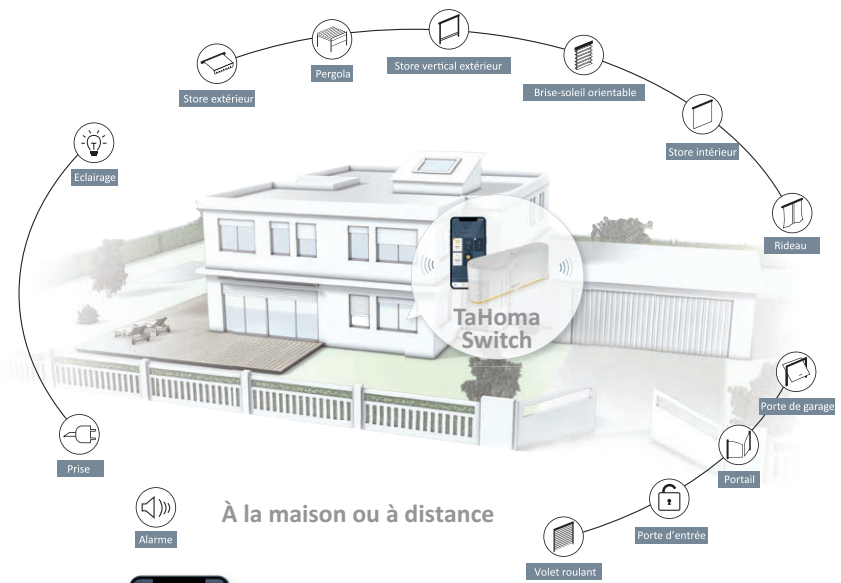 Store extérieur
Pergola
Store vertical extérieur
Brise-soleil orientable
Store intérieur
Rideau
Eclairage
TaHoma
Switch
Porte de garage
Portail
Porte d'entrée
Volet roulant
Prise
Alarme
À la maison ou à distance